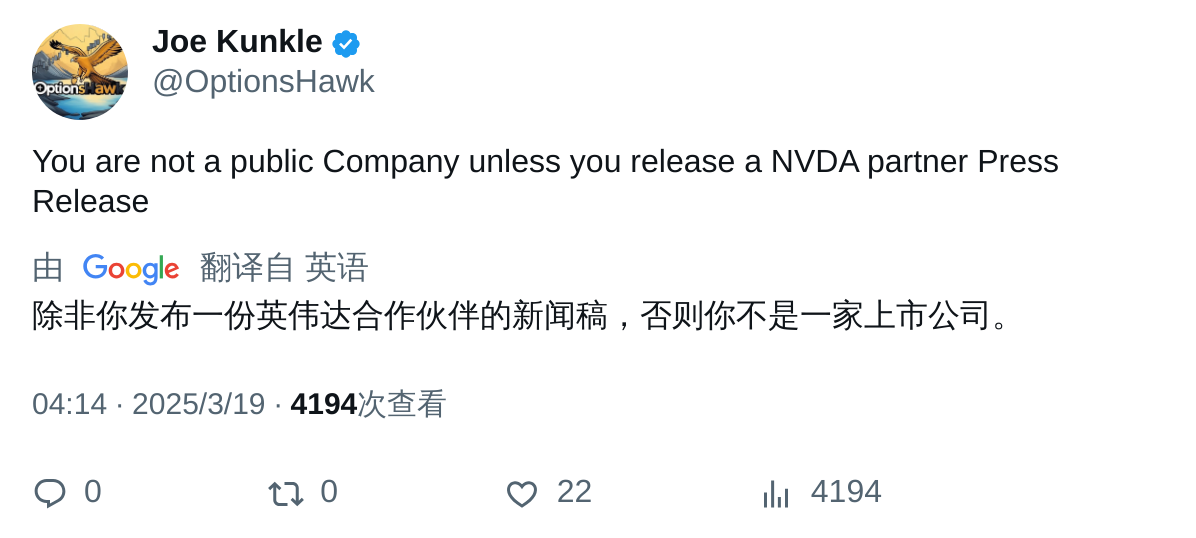 OptionsHawk
Joe Kunkle
@OptionsHawk
You are not a public Company unless you release a NVDA partner Press
Release
由 Google 翻译自 英语
除非你发布一份英伟达合作伙伴的新闻稿，否则你不是一家上市公司。
04:14 · 2025/3/19 · 4194次查看
0 0 22 4194